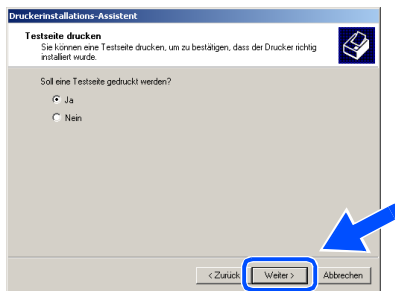 Druckerinstallations-Assistent
Testseite drucken
Sie können eine Testseite drucken, um zu bestätigen, dass der Drucker richtig
installiert wurde.
Soll eine Testseite gedruckt werden?
Ja
Nein
< Zurück Weiter > Abbrechen